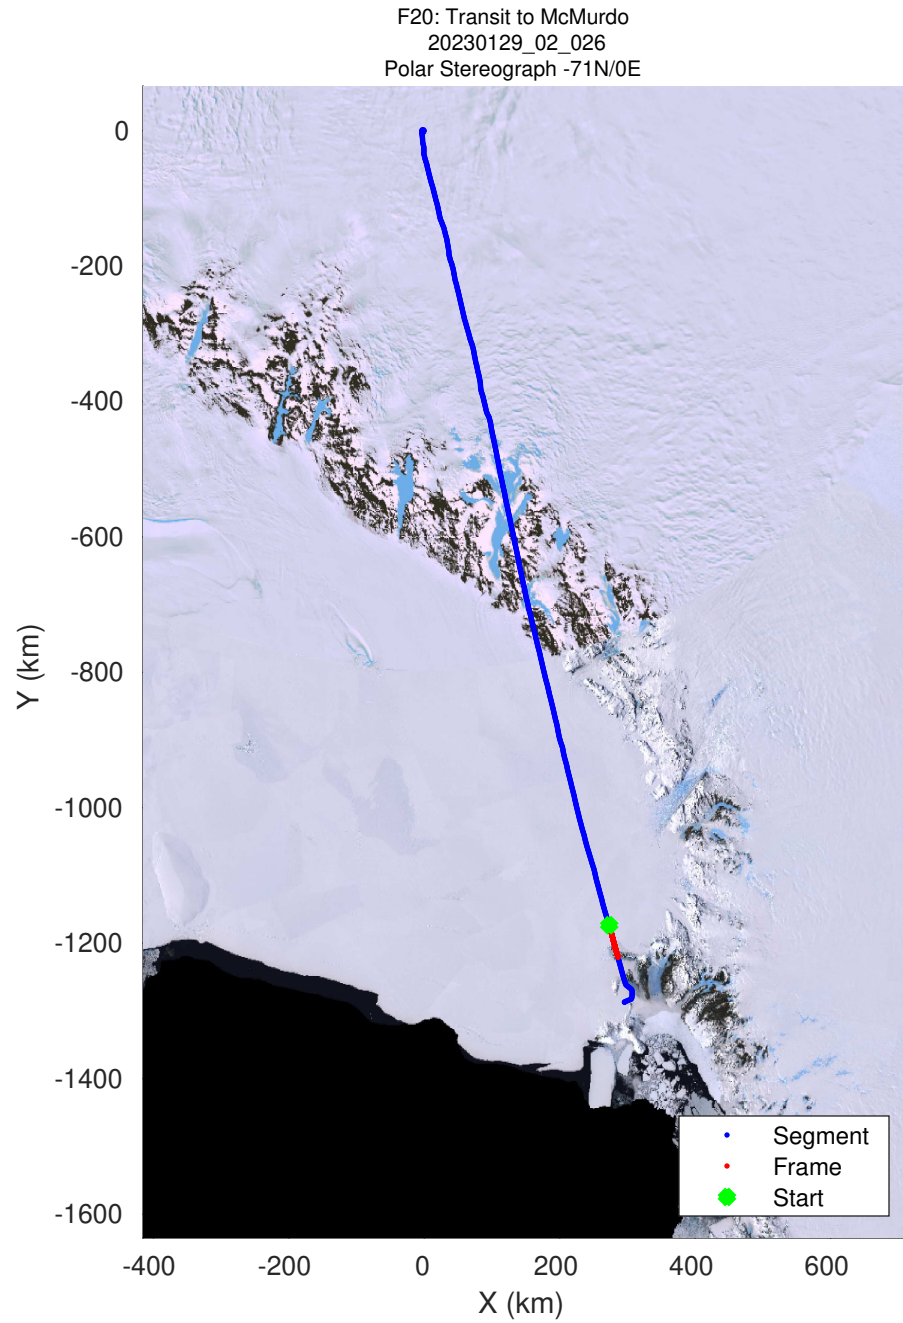 F20: Transit to McMurdo
20230129_02_026
Polar Stereograph -71N/0E
0
-200
-400
-600
-800
-1000
-1200
-1400
-1600
Y (km)
-400 -200 0 200 400 600
X (km)
Segment
Frame
Start